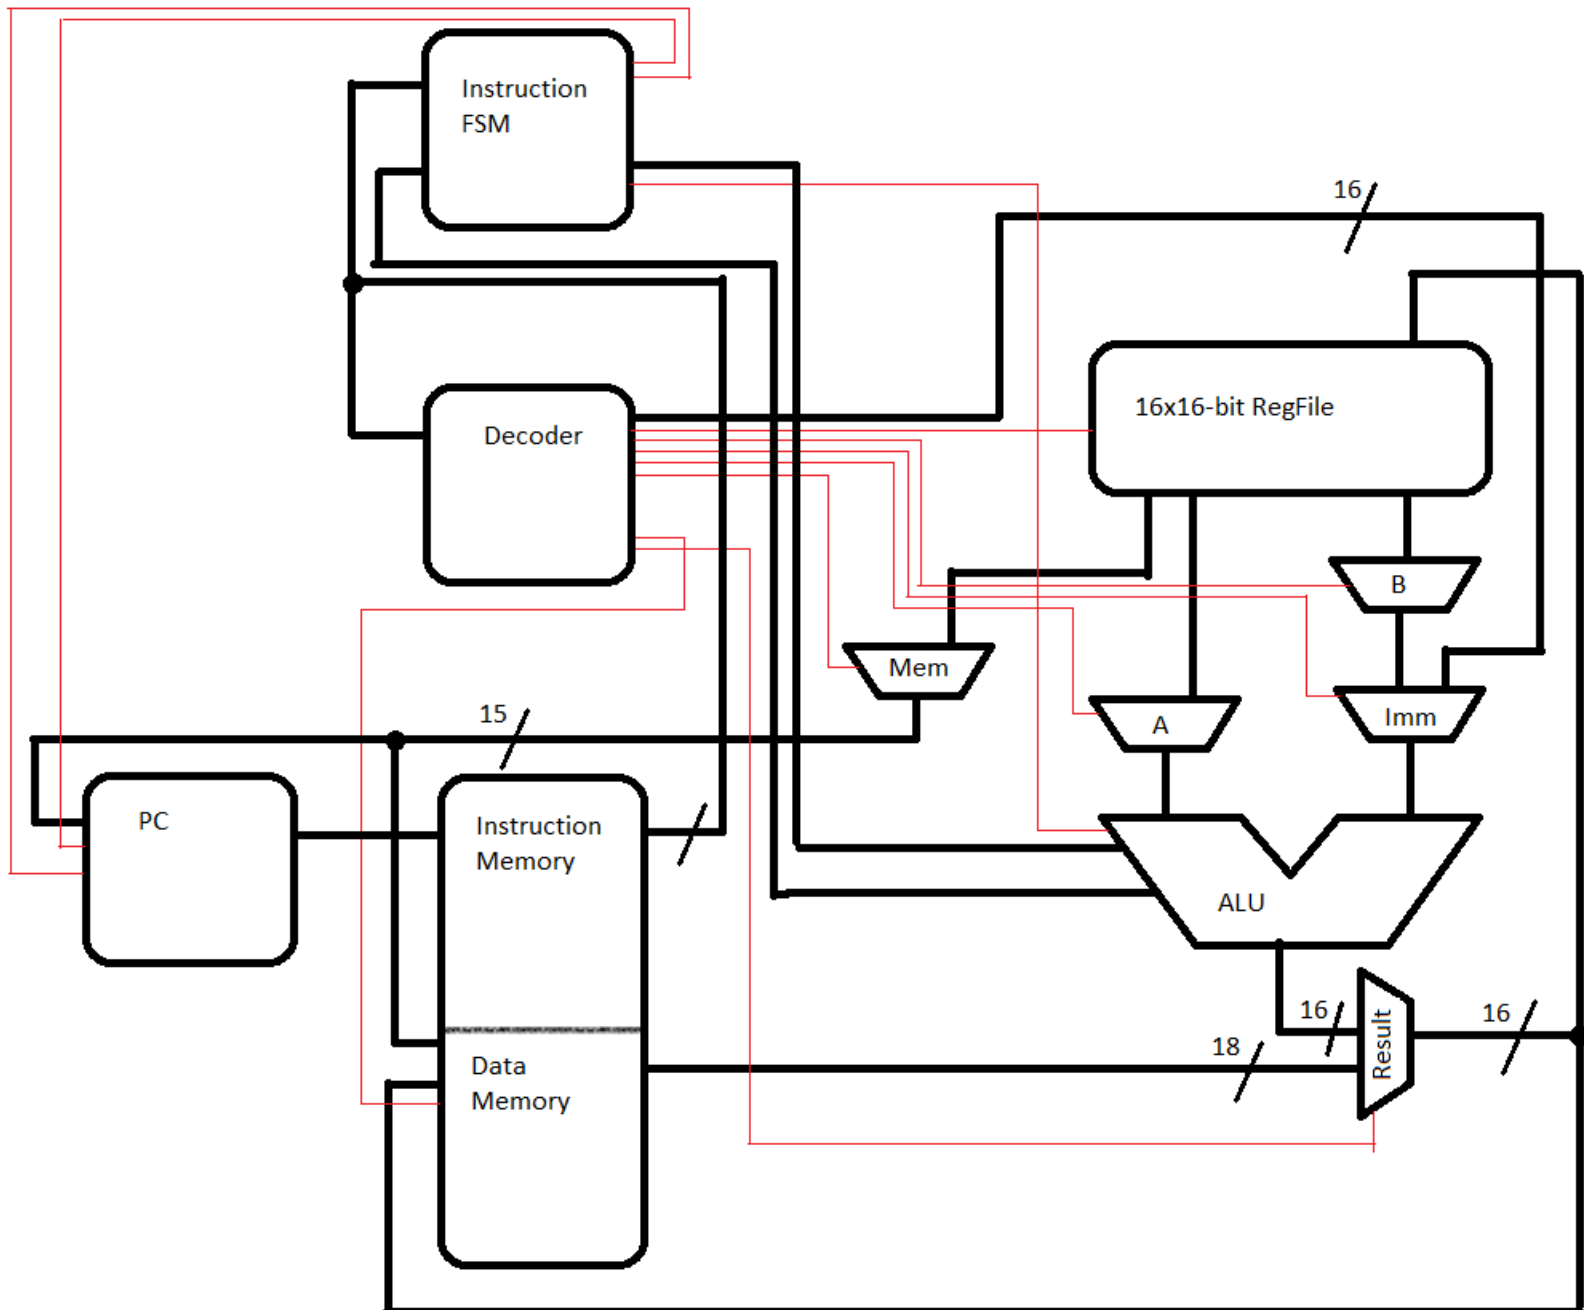 Instruction
FSM
16
16x16-bit RegFile
Decoder
B
Mem
A
Imm
15
PC
Instruction
Memory
ALU
16
16
Result
18
Data
Memory